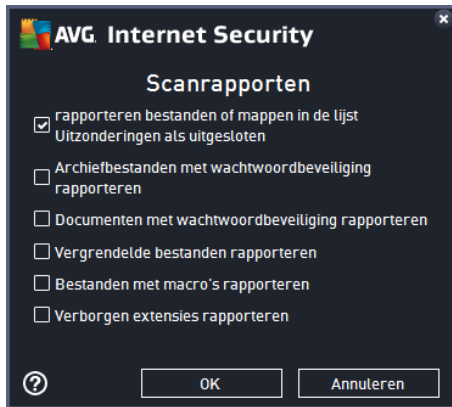 AVG. Internet Security
Scanrapporten
rapporteren bestanden of mappen in de lijst
Uitzonderingen als uitgesloten
Archiefbestanden met wachtwoordbeveiliging
rapporteren
Documenten met wachtwoordbeveiliging rapporteren
Vergrendelde bestanden rapporteren
Bestanden met macro's rapporteren
Verborgen extensies rapporteren
?
OK
Annuleren